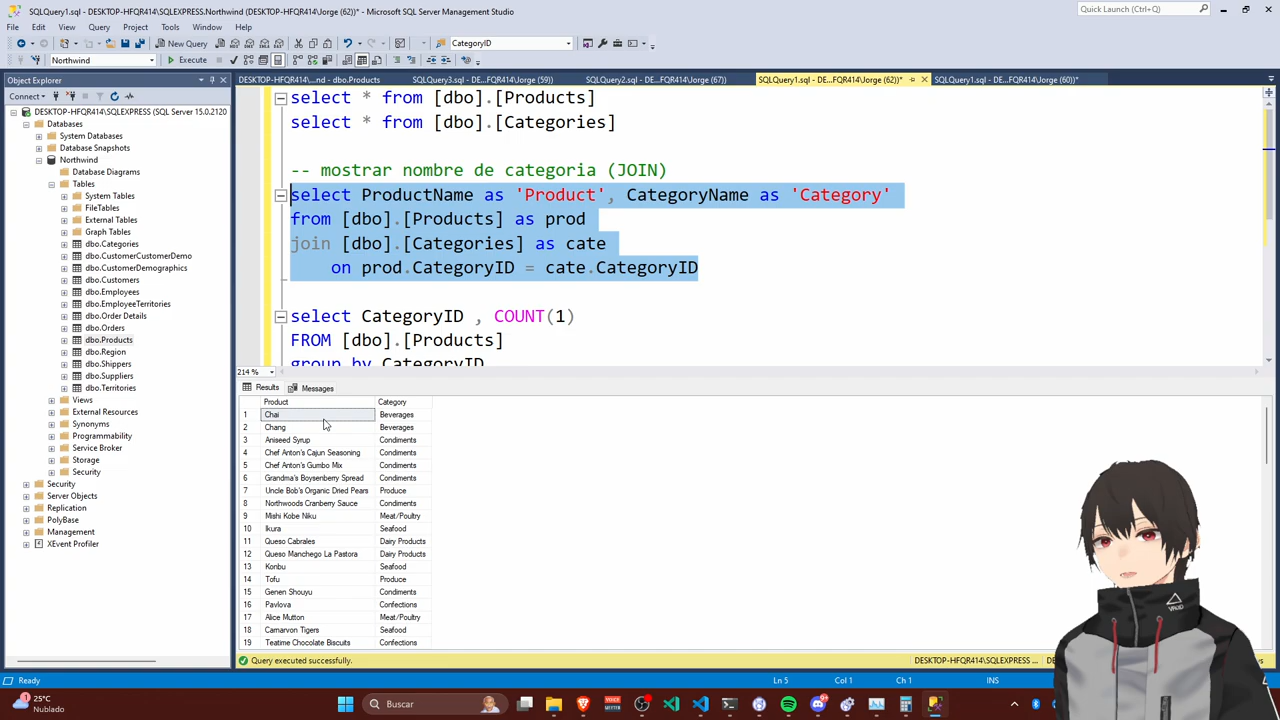 SQLQuery1.sql - DESKTOP-HFQR414\SQLEXPRESS.Northwind (DESKTOP-HFQR414\Jorge (62))* - Microsoft SQL Server Management Studio
Quick Launch (Ctrl+Q)
File Edit View Query Project Tools Window Help
New Query CategoryID
Northwind Execute
Object Explorer
DESKTOP-HFQR414\...nd - dbo.Products SQLQuery3.sql - DE...FQR414\Jorge (59)) SQLQuery2.sql - DE...FQR414\Jorge (67)) SQLQuery1.sql - DE...FQR414\Jorge (62))* SQLQuery1.sql - DE...FQR414\Jorge (60))*
Connect
DESKTOP-HFQR414\SQLEXPRESS (SQL Server 15.0.2120
Databases
System Databases
Database Snapshots
Northwind
Database Diagrams
Tables
System Tables
FileTables
External Tables
Graph Tables
dbo.Categories
dbo.CustomerCustomerDemo
dbo.CustomerDemographics
dbo.Customers
dbo.Employees
dbo.EmployeeTerritories
dbo.Order Details
dbo.Orders
dbo.Products
dbo.Region
dbo.Shippers
dbo.Suppliers
dbo.Territories
Views
External Resources
Synonyms
Programmability
Service Broker
Storage
Security
Security
Server Objects
Replication
PolyBase
Management
XEvent Profiler
select * from [dbo].[Products]
select * from [dbo].[Categories]
-- mostrar nombre de categoria (JOIN)
select ProductName as 'Product', CategoryName as 'Category'
from [dbo].[Products] as prod
join [dbo].[Categories] as cate
on prod.CategoryID = cate.CategoryID
select CategoryID , COUNT(1)
FROM [dbo].[Products]
group by CategoryID
214 %
Results Messages
Product Category
1 Chai Beverages
2 Chang Beverages
3 Aniseed Syrup Condiments
4 Chef Anton's Cajun Seasoning Condiments
5 Chef Anton's Gumbo Mix Condiments
6 Grandma's Boysenberry Spread Condiments
7 Uncle Bob's Organic Dried Pears Produce
8 Northwoods Cranberry Sauce Condiments
9 Mishi Kobe Niku Meat/Poultry
10 Ikura Seafood
11 Queso Cabrales Dairy Products
12 Queso Manchego La Pastora Dairy Products
13 Konbu Seafood
14 Tofu Produce
15 Genen Shouyu Condiments
16 Pavlova Confections
17 Alice Mutton Meat/Poultry
18 Carnarvon Tigers Seafood
19 Teatime Chocolate Biscuits Confections
Query executed successfully. DESKTOP-HFQR414\SQLEXPRESS ...
Ready Ln 5 Col 1 Ch 1 INS
25°C
Nublado
Buscar